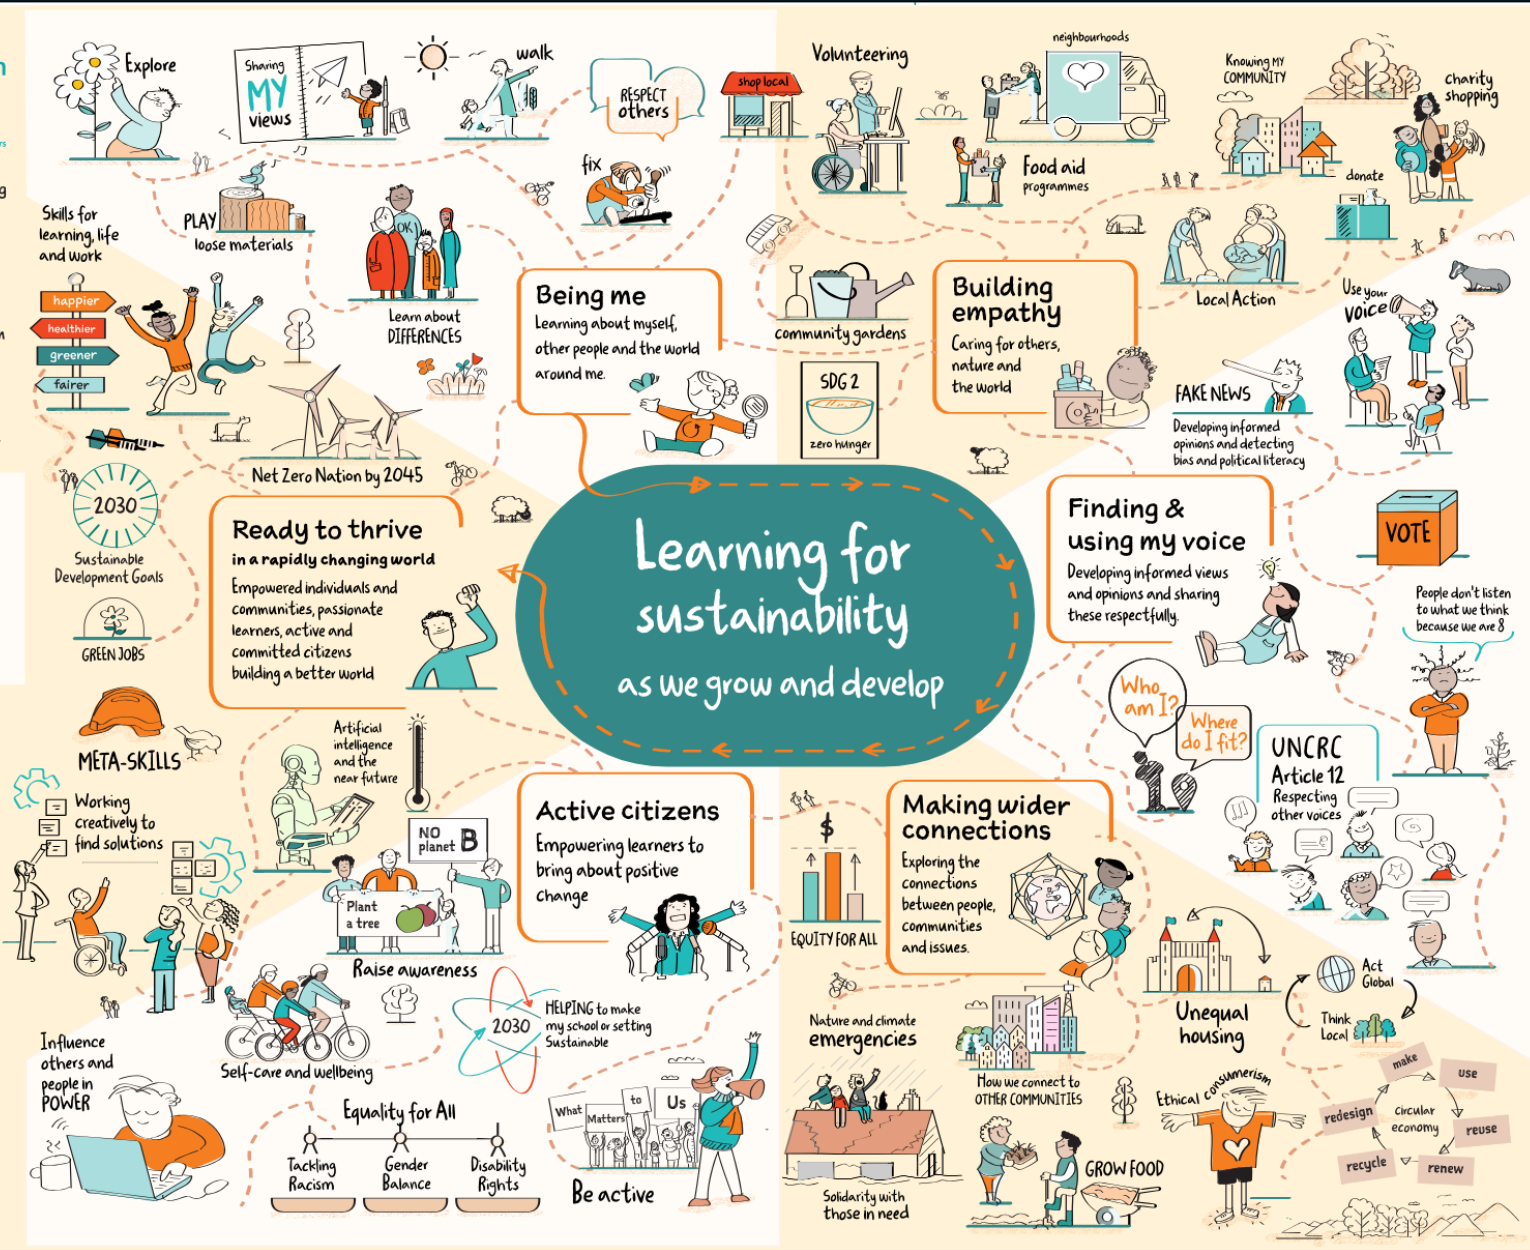 Explore
Sharing
MY
views
walk
RESPECT
others
shop local
fix
PLAY
loose materials
Learn about
DIFFERENCES
Skills for
learning, life
and work
happier
healthier
greener
fairer
Being me
Learning about myself,
other people and the world
around me.
Volunteering
neighbourhoods
Food aid
programmes
Knowing MY
COMMUNITY
charity
shopping
donate
Local Action
community gardens
SDG 2
zero hunger
Building
empathy
Caring for others,
nature and
the world
Use your
voice
FAKE NEWS
Developing informed
opinions and detecting
bias and political literacy
Finding &
using my voice
Developing informed views
and opinions and sharing
these respectfully.
VOTE
People don't listen
to what we think
because we are 8
Who
am I?
Where
do I fit?
UNCRC
Article 12
Respecting
other voices
Learning for
sustainability
as we grow and develop
Net Zero Nation by 2045
2030
Sustainable
Development Goals
GREEN JOBS
Ready to thrive
in a rapidly changing world
Empowered individuals and
communities, passionate
learners, active and
committed citizens
building a better world
META-SKILLS
Working
creatively to
find solutions
Artificial
intelligence
and the
near future
NO
planet B
Plant
a tree
Raise awareness
Active citizens
Empowering learners to
bring about positive
change
Self-care and wellbeing
2030
HELPING to make
my school or setting
Sustainable
Influence
others and
people in
POWER
Equality for All
Tackling
Racism
Gender
Balance
Disability
Rights
What
Matters
to
Us
Be active
$
EQUITY FOR ALL
Making wider
connections
Exploring the
connections
between people,
communities
and issues.
Nature and climate
emergencies
Solidarity with
those in need
How we connect to
OTHER COMMUNITIES
GROW FOOD
Unequal
housing
Act
Global
Think
Local
Ethical consumerism
make
use
reuse
renew
recycle
redesign
circular
economy